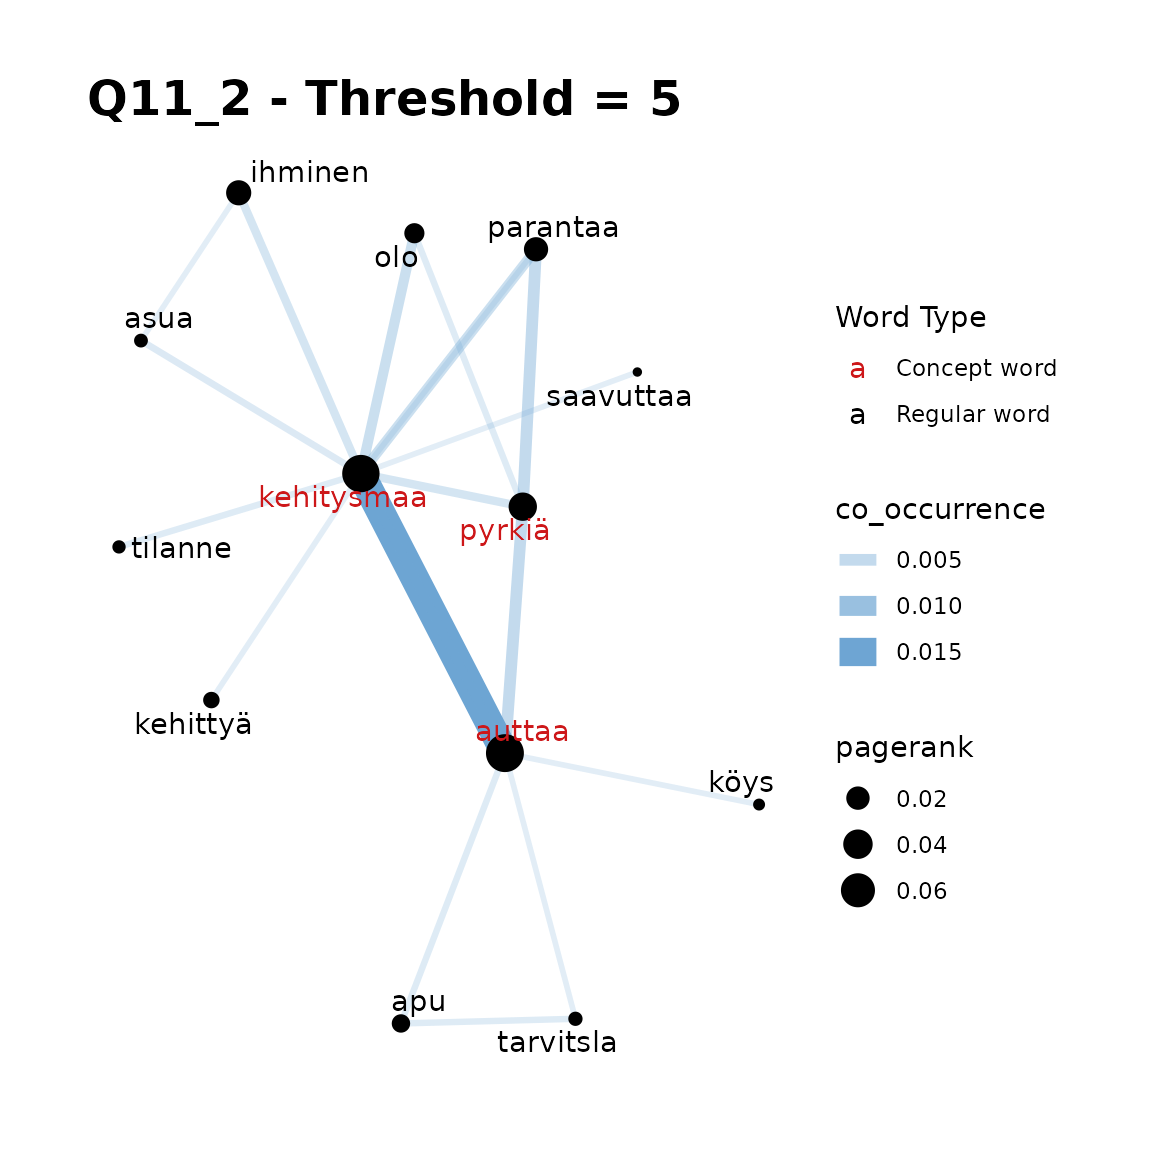 Q11_2 - Threshold = 5
ihminen
parantaa
olo
asua
saavuttaa
kehitysmaa
pyrkiä
tilanne
kehittyä
auttaa
köys
apu
tarvitsla
Word Type
a Concept word
a Regular word
co_occurrence
0.005
0.010
0.015
pagerank
0.02
0.04
0.06